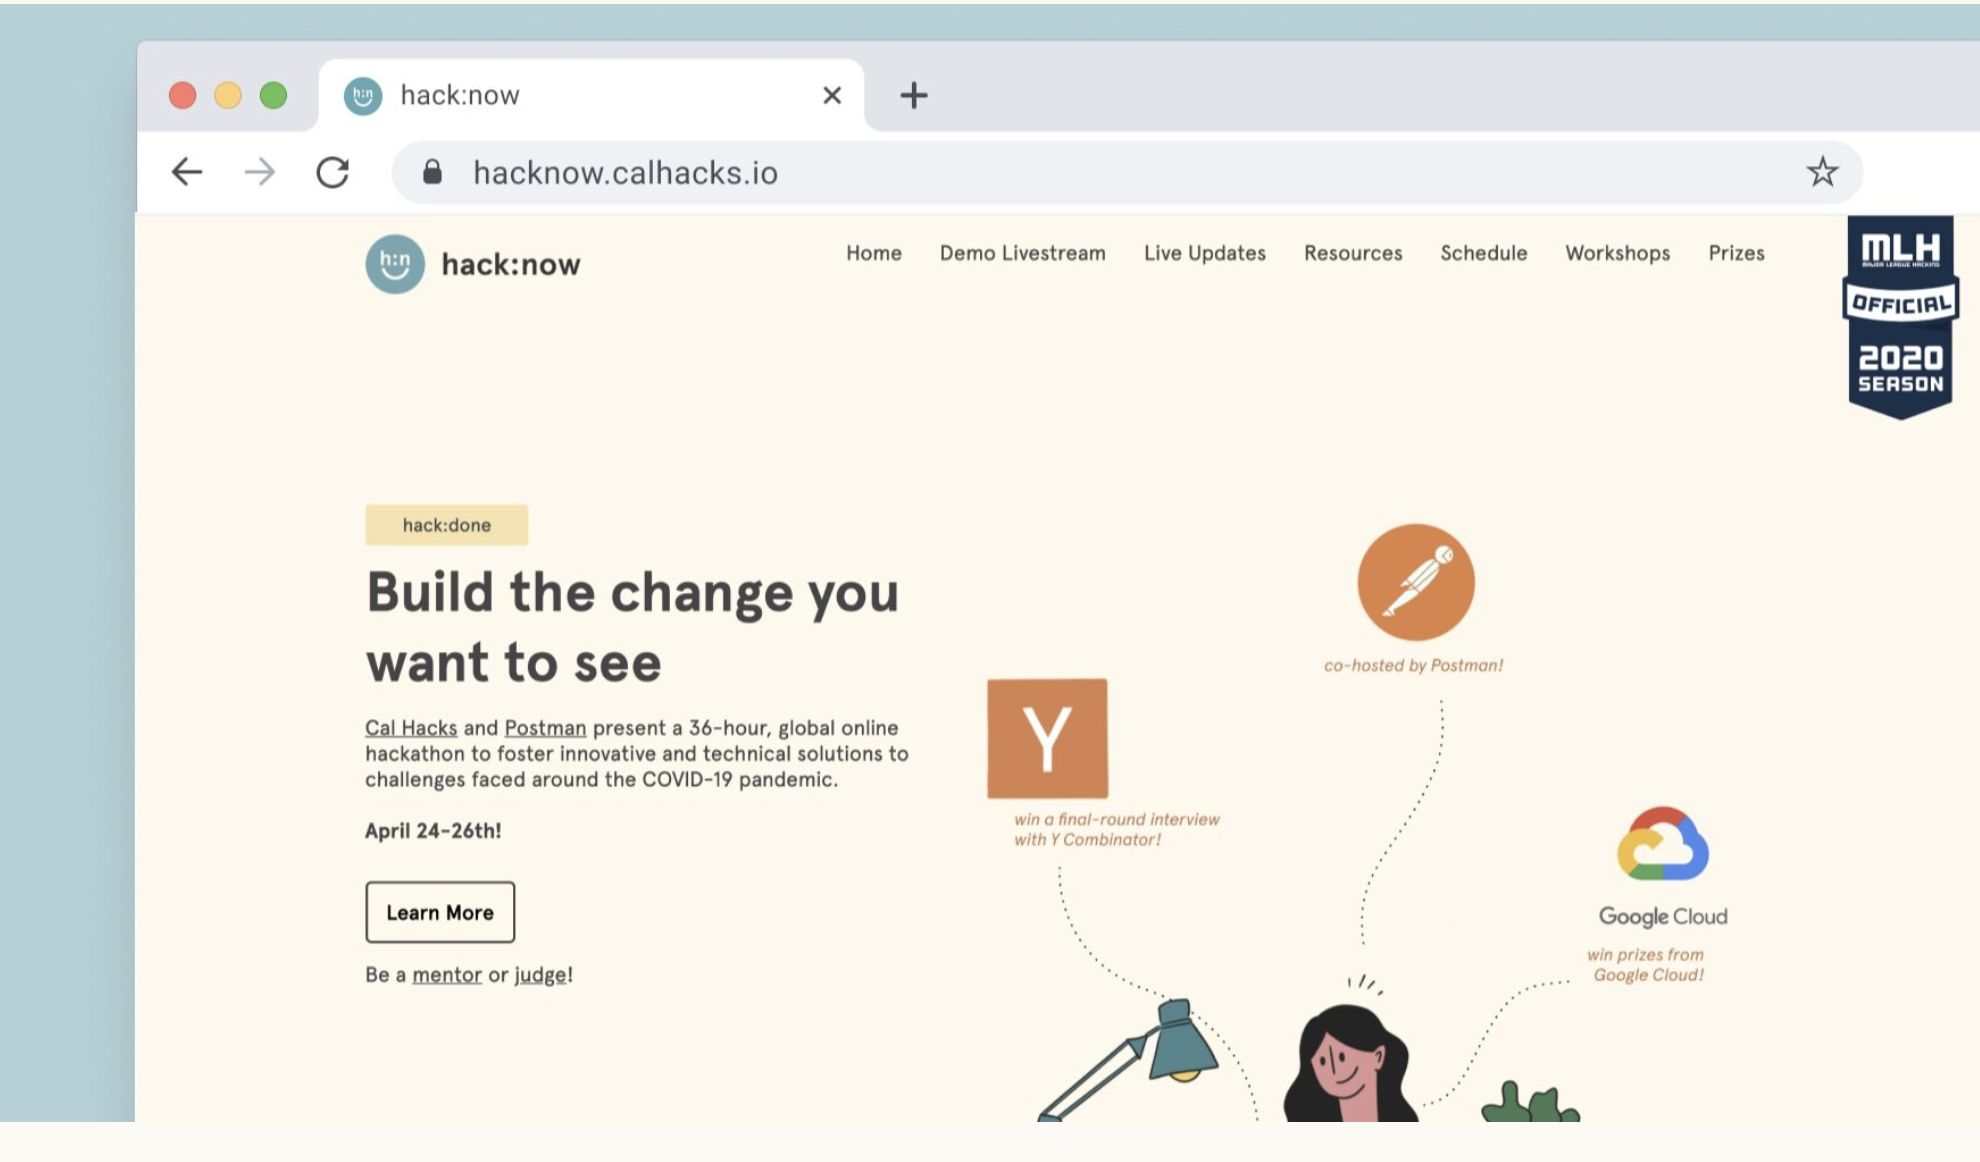 h:n
hack:now
hacknow.calhacks.io
h:n
hack:now
Home
Demo Livestream
Live Updates
Resources
Schedule
Workshops
Prizes
MLH
MAJOR LEAGUE HACKING
OFFICIAL
2020
SEASON
hack:done
Build the change you
want to see
Cal Hacks and Postman present a 36-hour, global online
hackathon to foster innovative and technical solutions to
challenges faced around the COVID-19 pandemic.
April 24-26th!
Learn More
Be a mentor or judge!
co-hosted by Postman!
Y
win a final-round interview
with Y Combinator!
Google Cloud
win prizes from
Google Cloud!